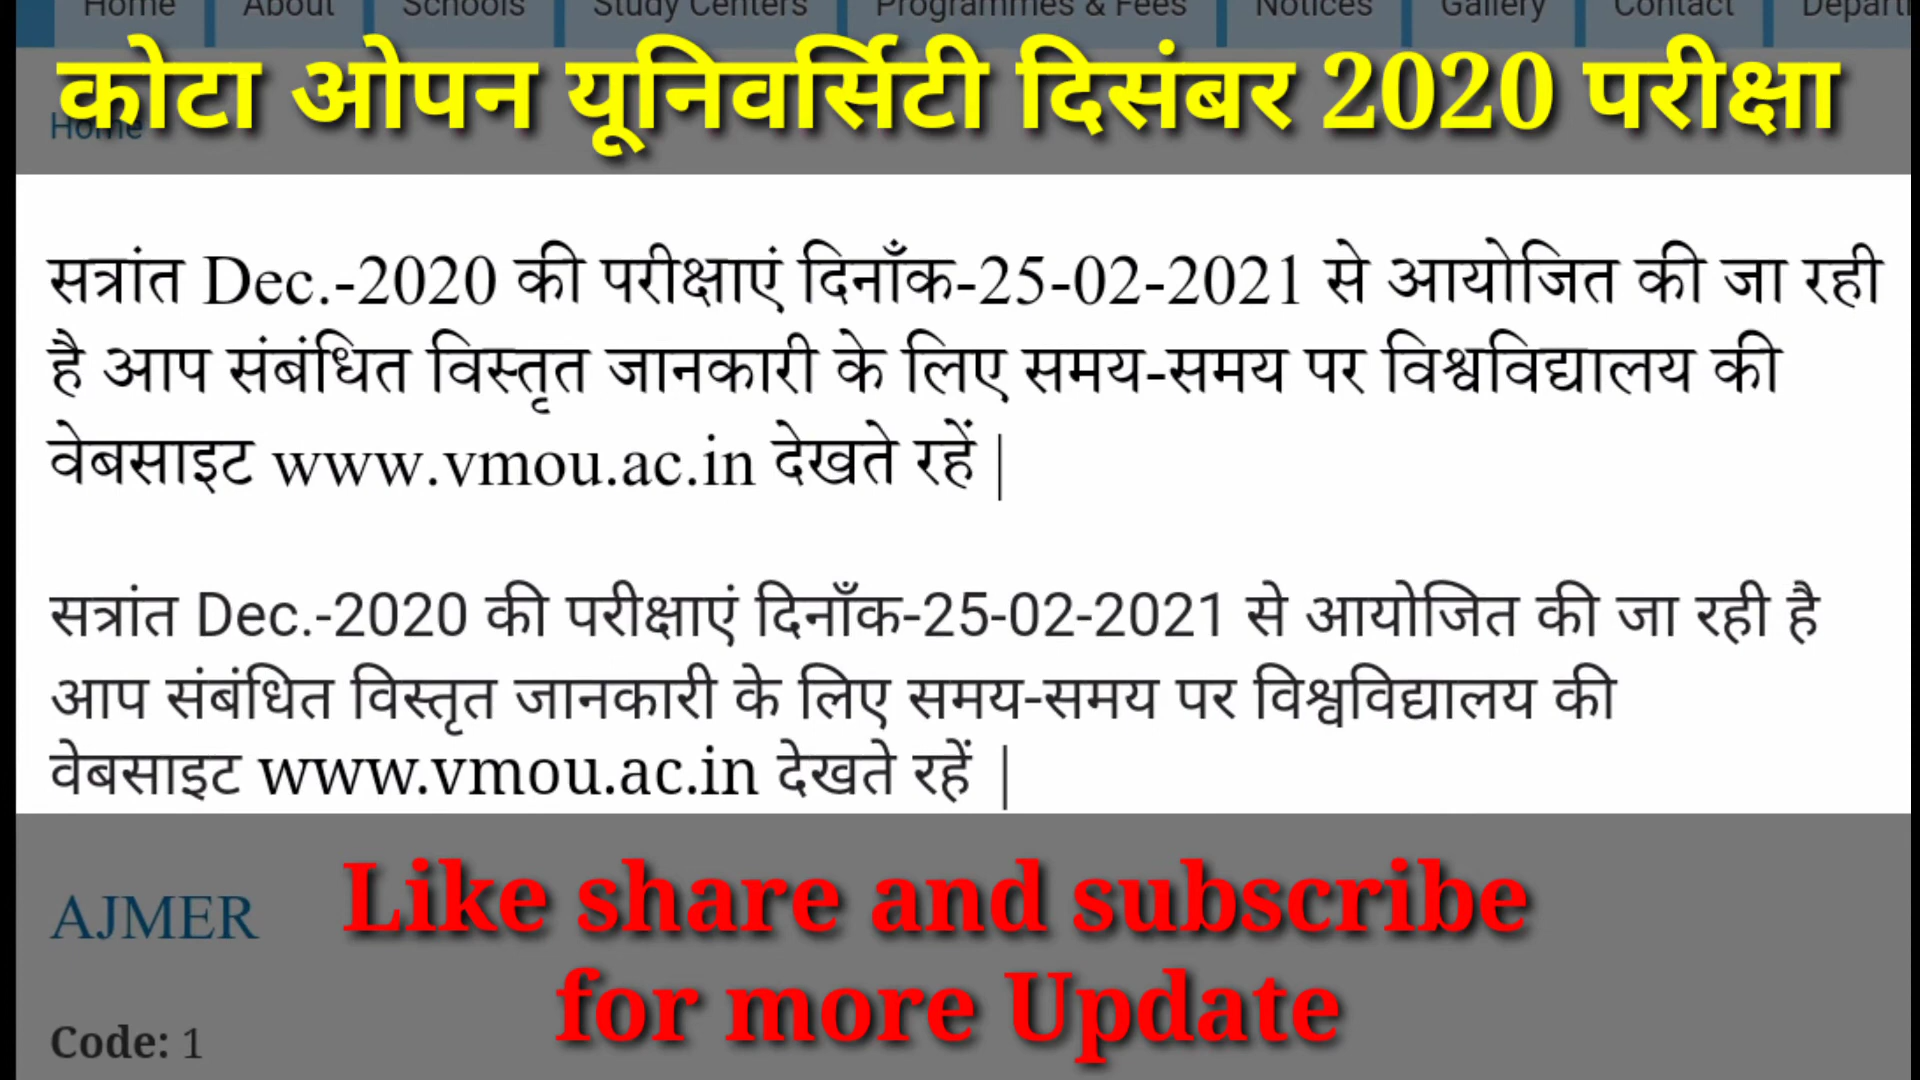 Home About Schools Study Centers Programmes & Fees Notices Gallery Contact
कोटा ओपन यूनिवर्सिटी दिसंबर 2020 परीक्षा
Home
सत्रांत Dec.-2020 की परीक्षाएं दिनाँक-25-02-2021 से आयोजित की जा रही
है आप संबंधित विस्तृत जानकारी के लिए समय-समय पर विश्वविद्यालय की
वेबसाइट www.vmou.ac.in देखते रहें |
सत्रांत Dec.-2020 की परीक्षाएं दिनाँक-25-02-2021 से आयोजित की जा रही है
आप संबंधित विस्तृत जानकारी के लिए समय-समय पर विश्वविद्यालय की
वेबसाइट www.vmou.ac.in देखते रहें |
AJMER
Like share and subscribe
for more Update
Code: 1